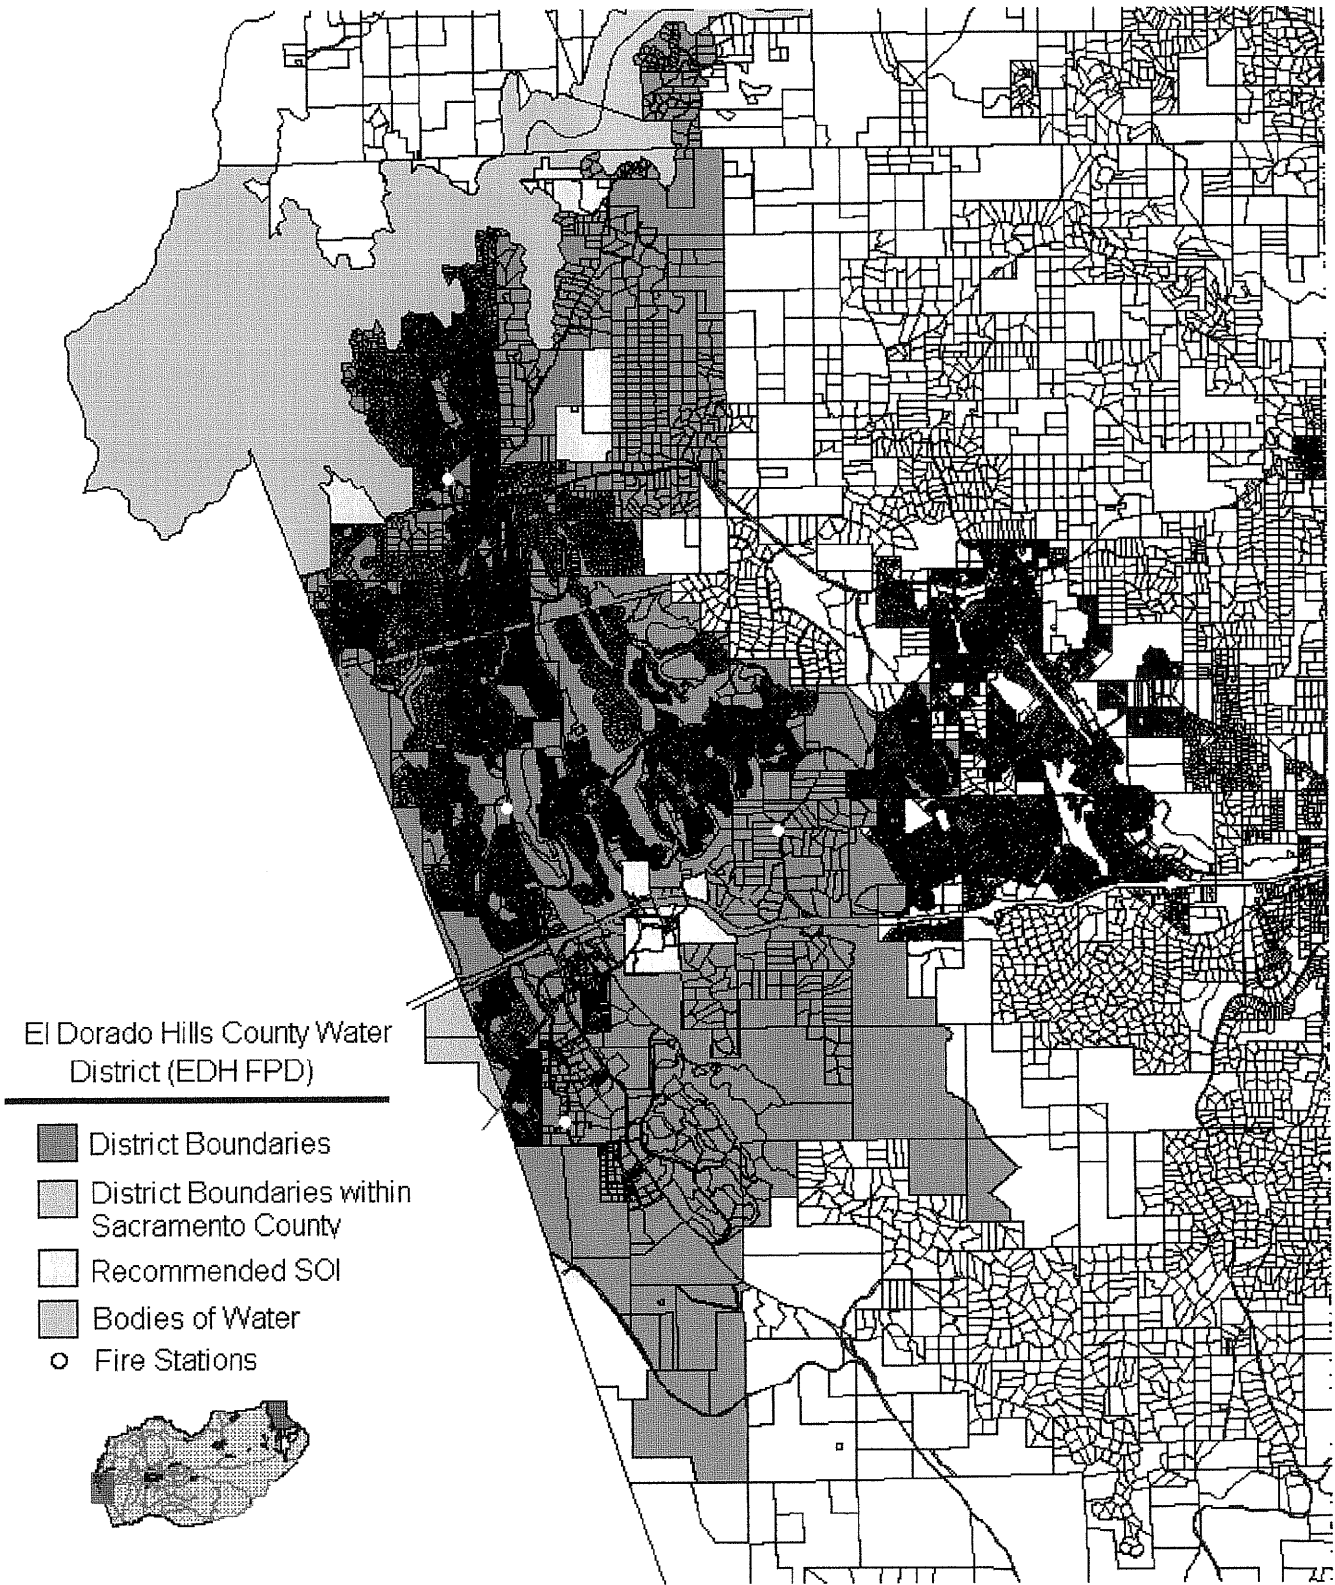 El Dorado Hills County Water
District (EDH FPD)
District Boundaries
District Boundaries within
Sacramento County
Recommended SOI
Bodies of Water
Fire Stations